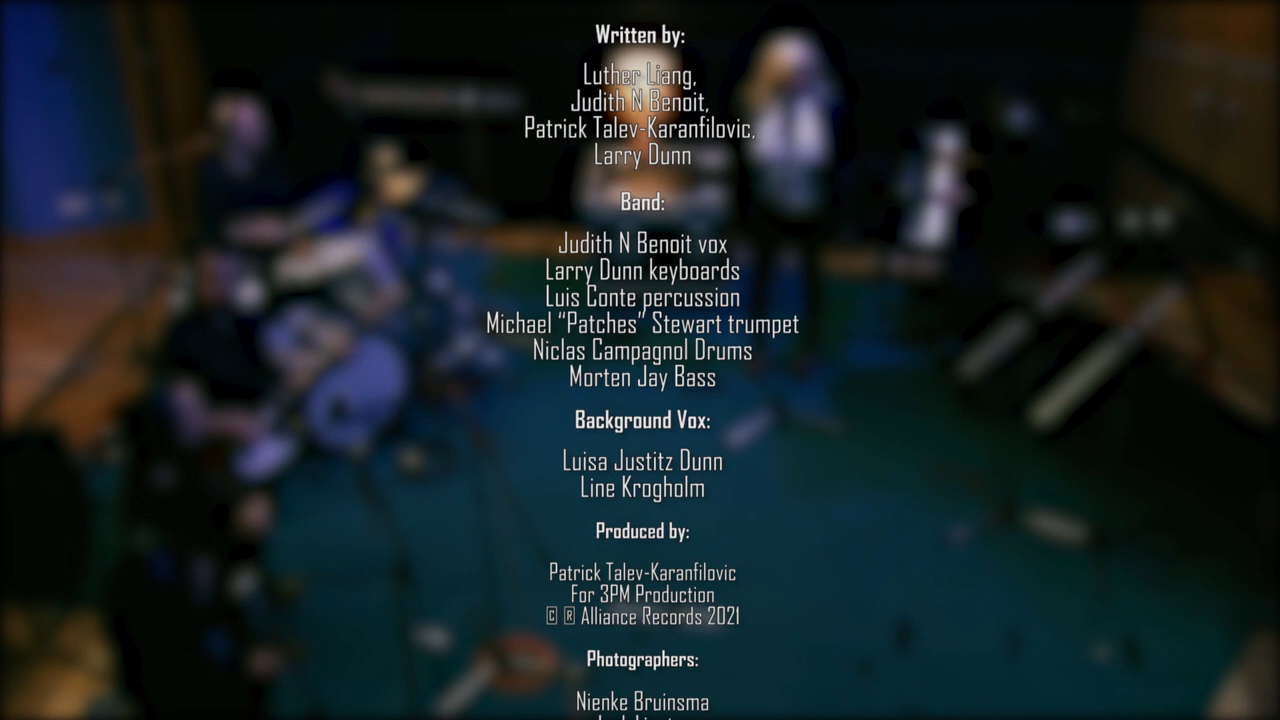 Written by:
Luther Liang,
Judith N Benoit,
Patrick Talev-Karanfilovic,
Larry Dunn
Band:
Judith N Benoit vox
Larry Dunn keyboards
Luis Conte percussion
Michael “Patches” Stewart trumpet
Niclas Campagnol Drums
Morten Jay Bass
Background Vox:
Luisa Justitz Dunn
Line Krogholm
Produced by:
Patrick Talev-Karanfilovic
For 3PM Production
© ® Alliance Records 2021
Photographers:
Nienke Bruinsma